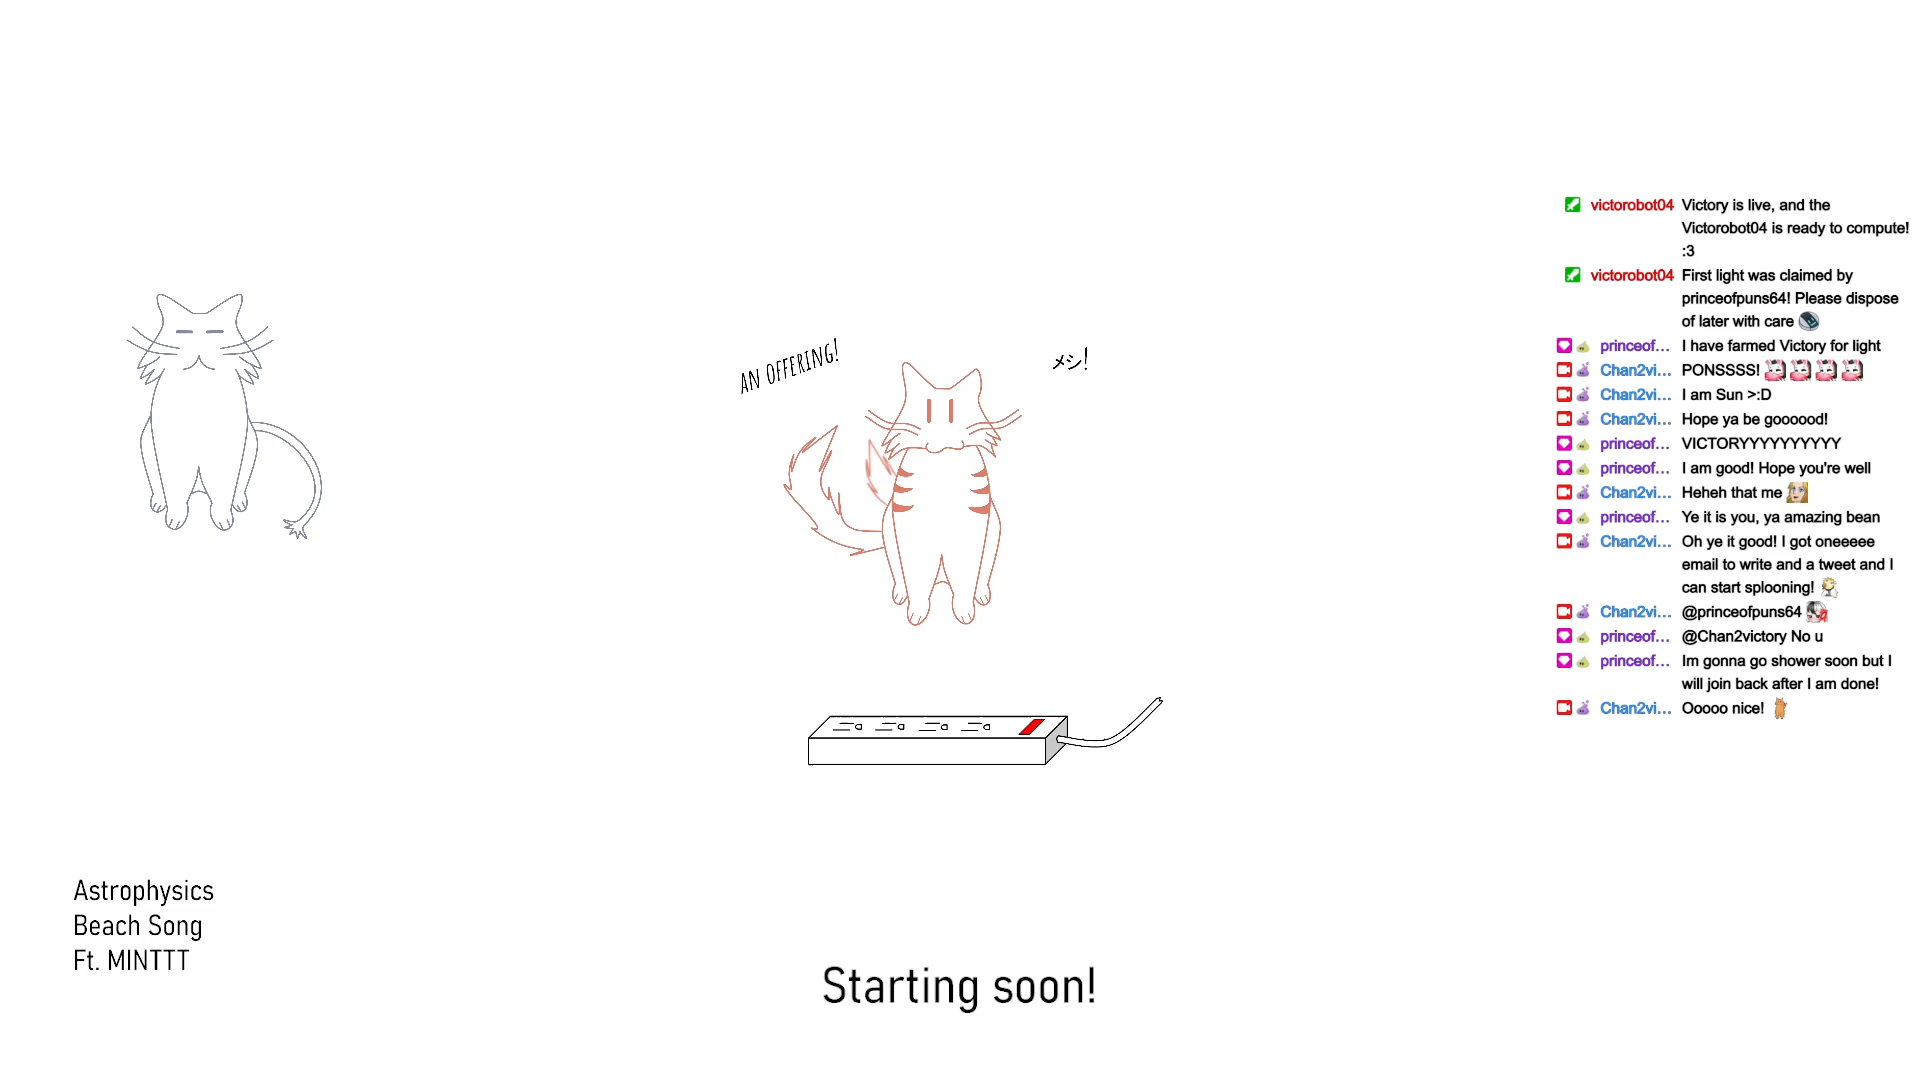 AN OFFERING!
メシ!
Astrophysics
Beach Song
Ft. MINTTT
Starting soon!
victorobot04 Victory is live, and the
Victorobot04 is ready to compute!
:3
victorobot04 First light was claimed by
princeofpuns64! Please dispose
of later with care
princeof... I have farmed Victory for light
Chan2vi... PONSSSS!
Chan2vi... I am Sun >:D
Chan2vi... Hope ya be goooood!
princeof... VICTORYYYYYYYYYY
princeof... I am good! Hope you're well
Chan2vi... Heheh that me
princeof... Ye it is you, ya amazing bean
Chan2vi... Oh ye it good! I got oneeeee
email to write and a tweet and I
can start splooning!
Chan2vi... @princeofpuns64
princeof... @Chan2victory No u
princeof... Im gonna go shower soon but I
will join back after I am done!
Chan2vi... Ooooo nice!